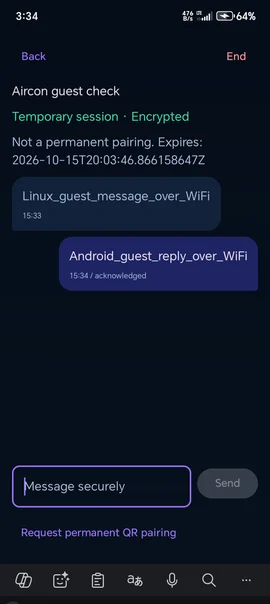 3:34
476 B/s
64%
Back
End
Aircon guest check
Temporary session · Encrypted
Not a permanent pairing. Expires:
2026-10-15T20:03:46.866158647Z
Linux_guest_message_over_WiFi
15:33
Android_guest_reply_over_WiFi
15:34 / acknowledged
Message securely
Send
Request permanent QR pairing